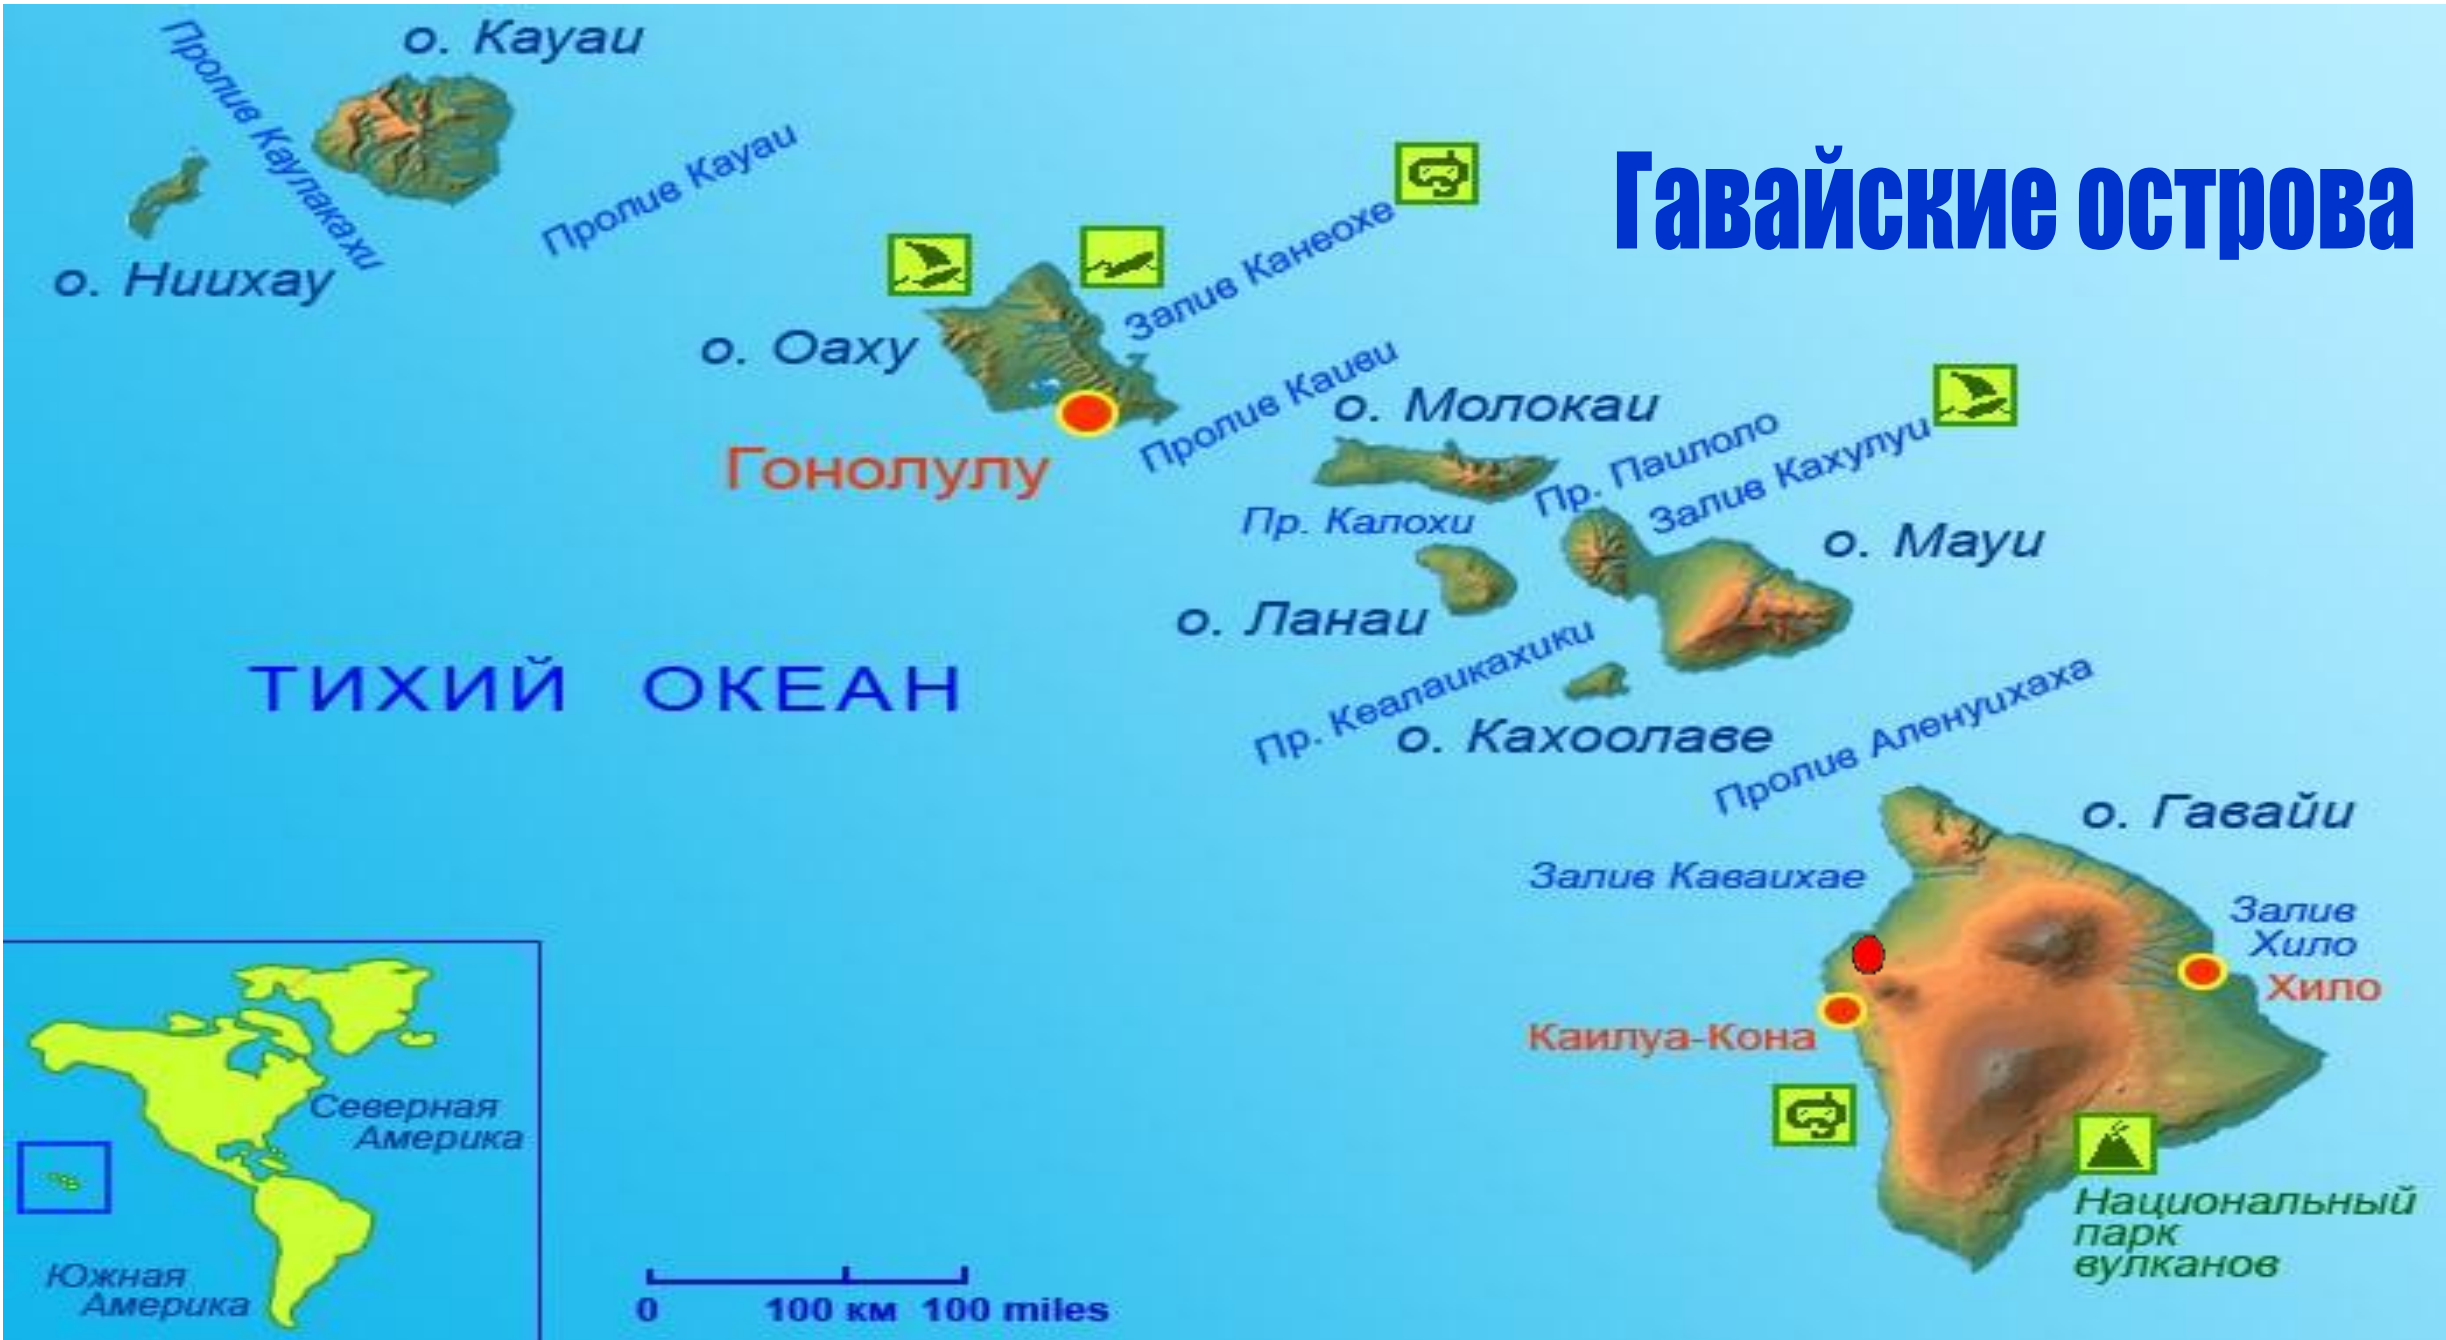 о. Кауаи
Пролив Каулакахи
Пролив Кауаи
о. Ниихау
Гавайские острова
Залив Канеохе
о. Оаху
Пролив Каиви
Гонолулу
о. Молокаи
Пр. Паилоло
Залив Кахулуи
Пр. Калохи
о. Мауи
о. Ланаи
Пр. Кеалаикахики
ТИХИЙ ОКЕАН
о. Кахоолаве
Пролив Аленуихаха
о. Гавайи
Залив Каваихае
Залив
Хило
Хило
Каилуа-Кона
Северная
Америка
Национальный
парк
вулканов
Южная
Америка
0 100 км 100 miles